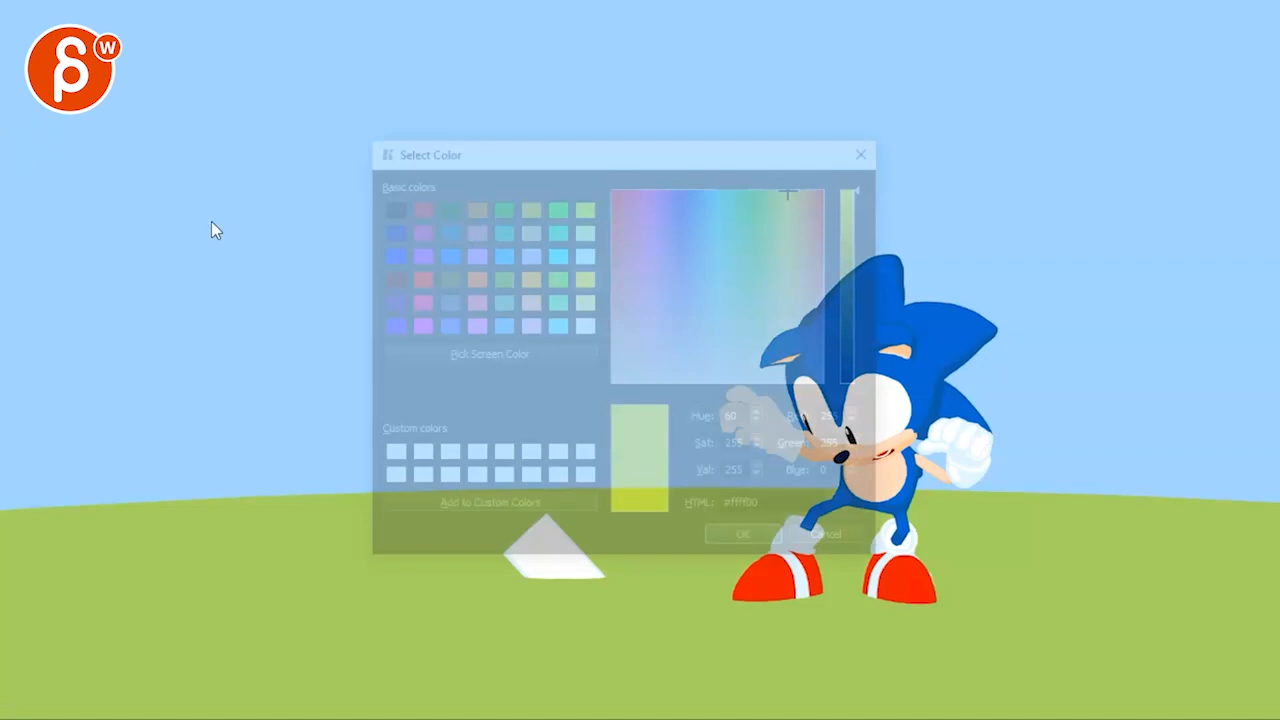 W
Select Color
Basic colors
Pick Screen Color
Custom colors
Add to Custom Colors
Hue: 60
Sat: 255
Green: 255
Val: 255
Blue: 0
HTML: #ffff00
OK
Cancel